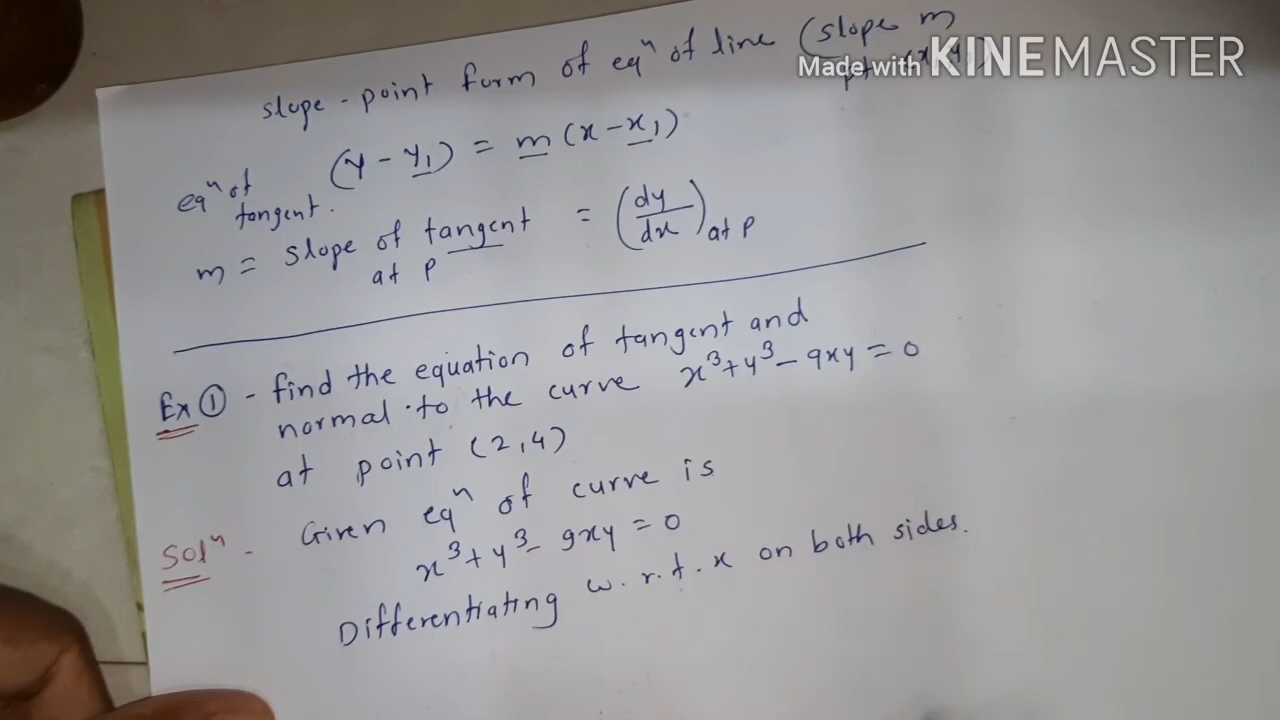 slope - point form of eqⁿ of line (slope m
Made with KINEMASTER
eqⁿ of tangent. (y - y₁) = m (x - x₁)
m = slope of tangent at P = (dy/dx) at P
Ex ① - find the equation of tangent and
normal to the curve x³ + y³ - 9xy = 0
at point (2,4)
Solⁿ - Given eqⁿ of curve is
x³ + y³ - 9xy = 0
Differentiating w.r.t. x on both sides.